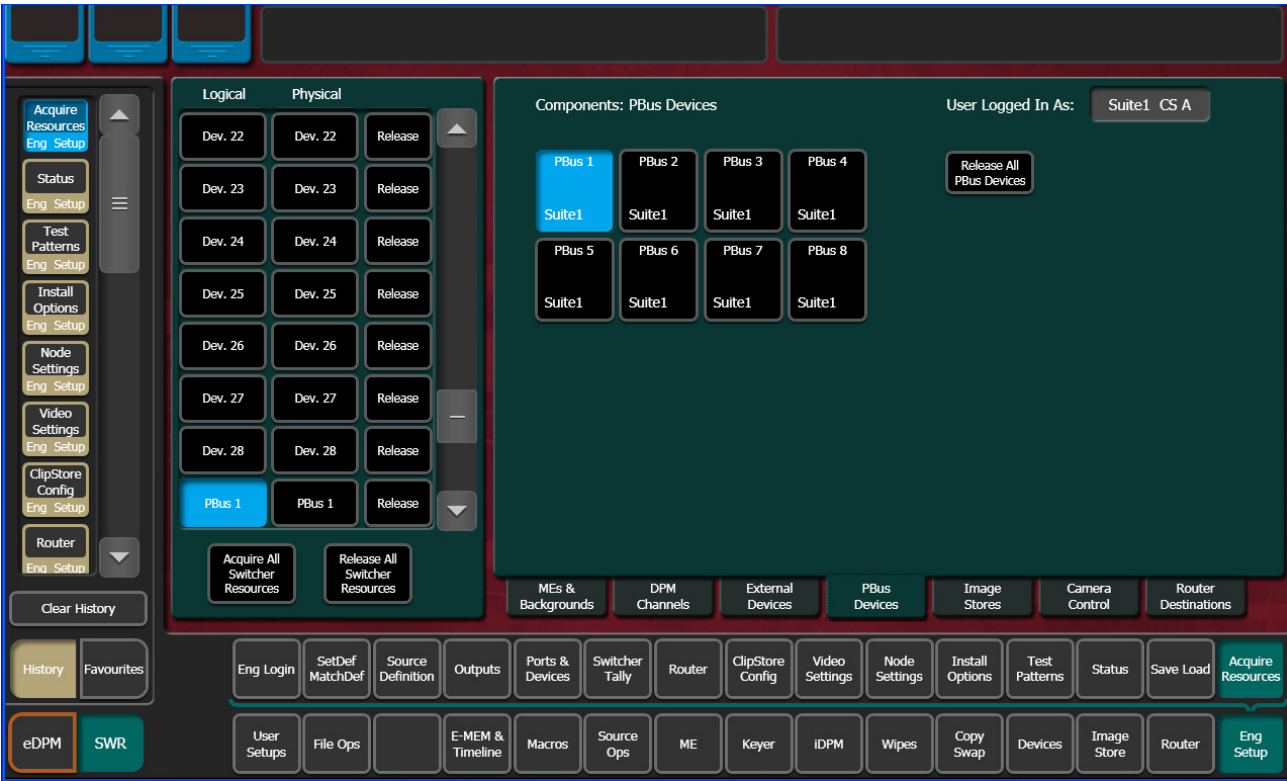 Acquire
Resources
Eng Setup
Status
Eng Setup
Test
Patterns
Eng Setup
Install
Options
Eng Setup
Node
Settings
Eng Setup
Video
Settings
Eng Setup
ClipStore
Config
Eng Setup
Router
Eng Setup
Clear History
History Favourites
eDPM SWR
Logical Physical
Dev. 22 Dev. 22 Release
Dev. 23 Dev. 23 Release
Dev. 24 Dev. 24 Release
Dev. 25 Dev. 25 Release
Dev. 26 Dev. 26 Release
Dev. 27 Dev. 27 Release
Dev. 28 Dev. 28 Release
PBus 1 PBus 1 Release
Acquire All
Switcher
Resources
Release All
Switcher
Resources
Components: PBus Devices
User Logged In As: Suite1 CS A
PBus 1 PBus 2 PBus 3 PBus 4
Suite1 Suite1 Suite1 Suite1
PBus 5 PBus 6 PBus 7 PBus 8
Suite1 Suite1 Suite1 Suite1
Release All
PBus Devices
MEs &
Backgrounds
DPM
Channels
External
Devices
PBus
Devices
Image
Stores
Camera
Control
Router
Destinations
Eng Login
SetDef
MatchDef
Source
Definition
Outputs
Ports &
Devices
Switcher
Tally
Router
ClipStore
Config
Video
Settings
Node
Settings
Install
Options
Test
Patterns
Status
Save Load
Acquire
Resources
User
Setups
File Ops
E-MEM &
Timeline
Macros
Source
Ops
ME
Keyer
iDPM
Wipes
Copy
Swap
Devices
Image
Store
Router
Eng
Setup